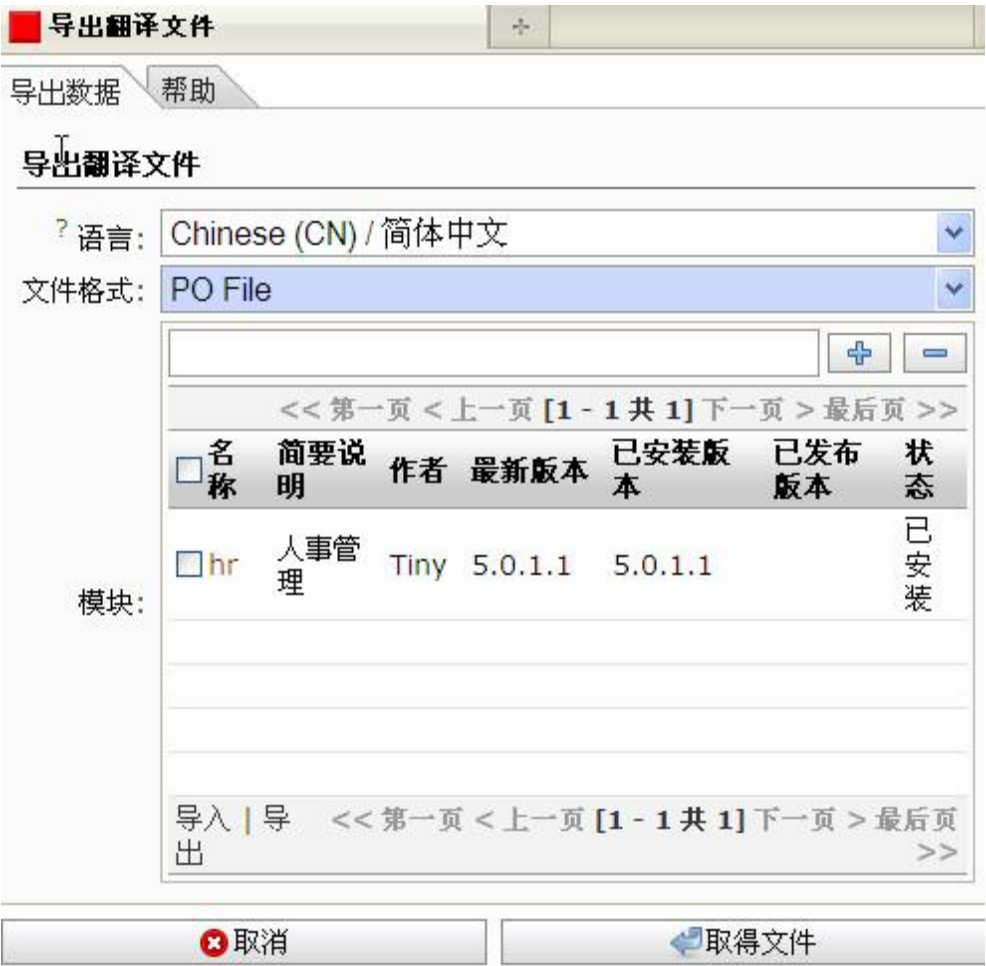 导出翻译文件
导出数据 帮助
导出翻译文件
? 语言: Chinese (CN) / 简体中文
文件格式: PO File
<< 第一页 < 上一页 [1 - 1 共 1] 下一页 > 最后页 >>
名称 简要说明 作者 最新版本 已安装版本 已发布版本 状态
hr 人事管理 Tiny 5.0.1.1 5.0.1.1 已安装
模块:
导入 | 导出 << 第一页 < 上一页 [1 - 1 共 1] 下一页 > 最后页 >>
取消 取得文件